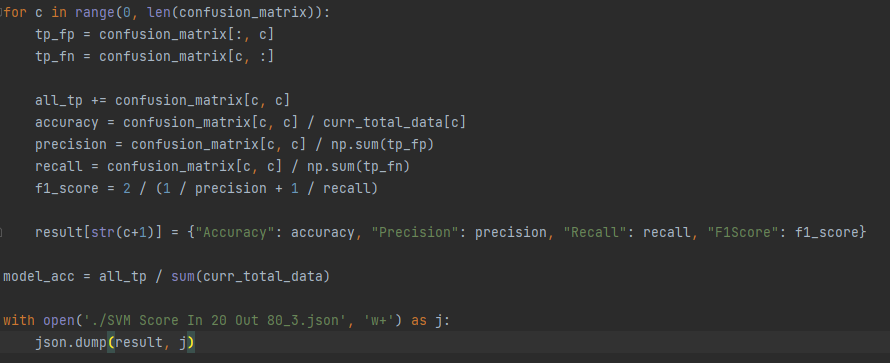 for c in range(0, len(confusion_matrix)):
    tp_fp = confusion_matrix[:, c]
    tp_fn = confusion_matrix[c, :]
    all_tp += confusion_matrix[c, c]
    accuracy = confusion_matrix[c, c] / curr_total_data[c]
    precision = confusion_matrix[c, c] / np.sum(tp_fp)
    recall = confusion_matrix[c, c] / np.sum(tp_fn)
    f1_score = 2 / (1 / precision + 1 / recall)
    result[str(c+1)] = {"Accuracy": accuracy, "Precision": precision, "Recall": recall, "F1Score": f1_score}
model_acc = all_tp / sum(curr_total_data)
with open('./SVM Score In 20 Out 80_3.json', 'w+') as j:
    json.dump(result, j)